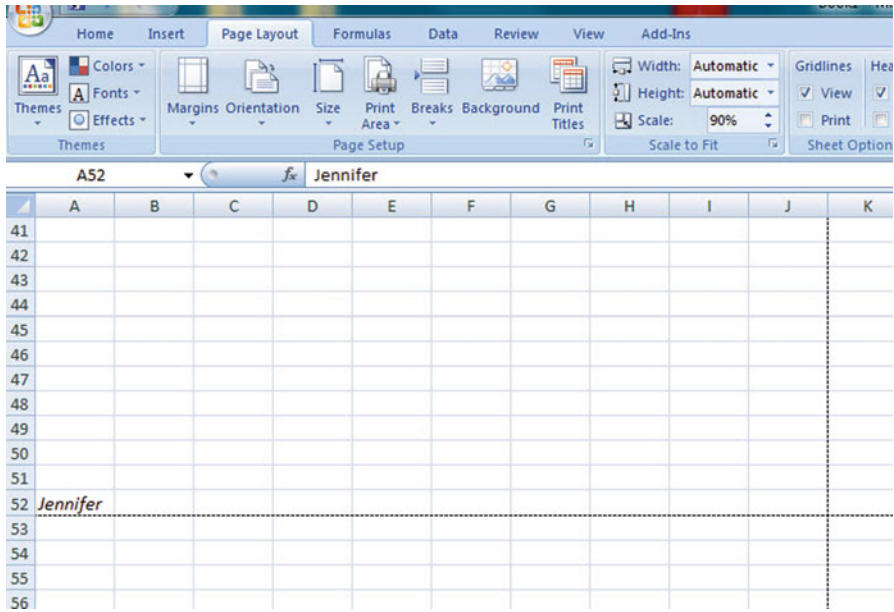 Home Insert Page Layout Formulas Data Review View Add-Ins
Colors Width: Automatic Gridlines Hea
Aa A Fonts Height: Automatic View
Themes Effects Margins Orientation Size Print Area Breaks Background Print Titles Scale: 90% Print
Themes Page Setup Scale to Fit Sheet Option
A52 fx Jennifer
A B C D E F G H I J K
41
42
43
44
45
46
47
48
49
50
51
52 Jennifer
53
54
55
56